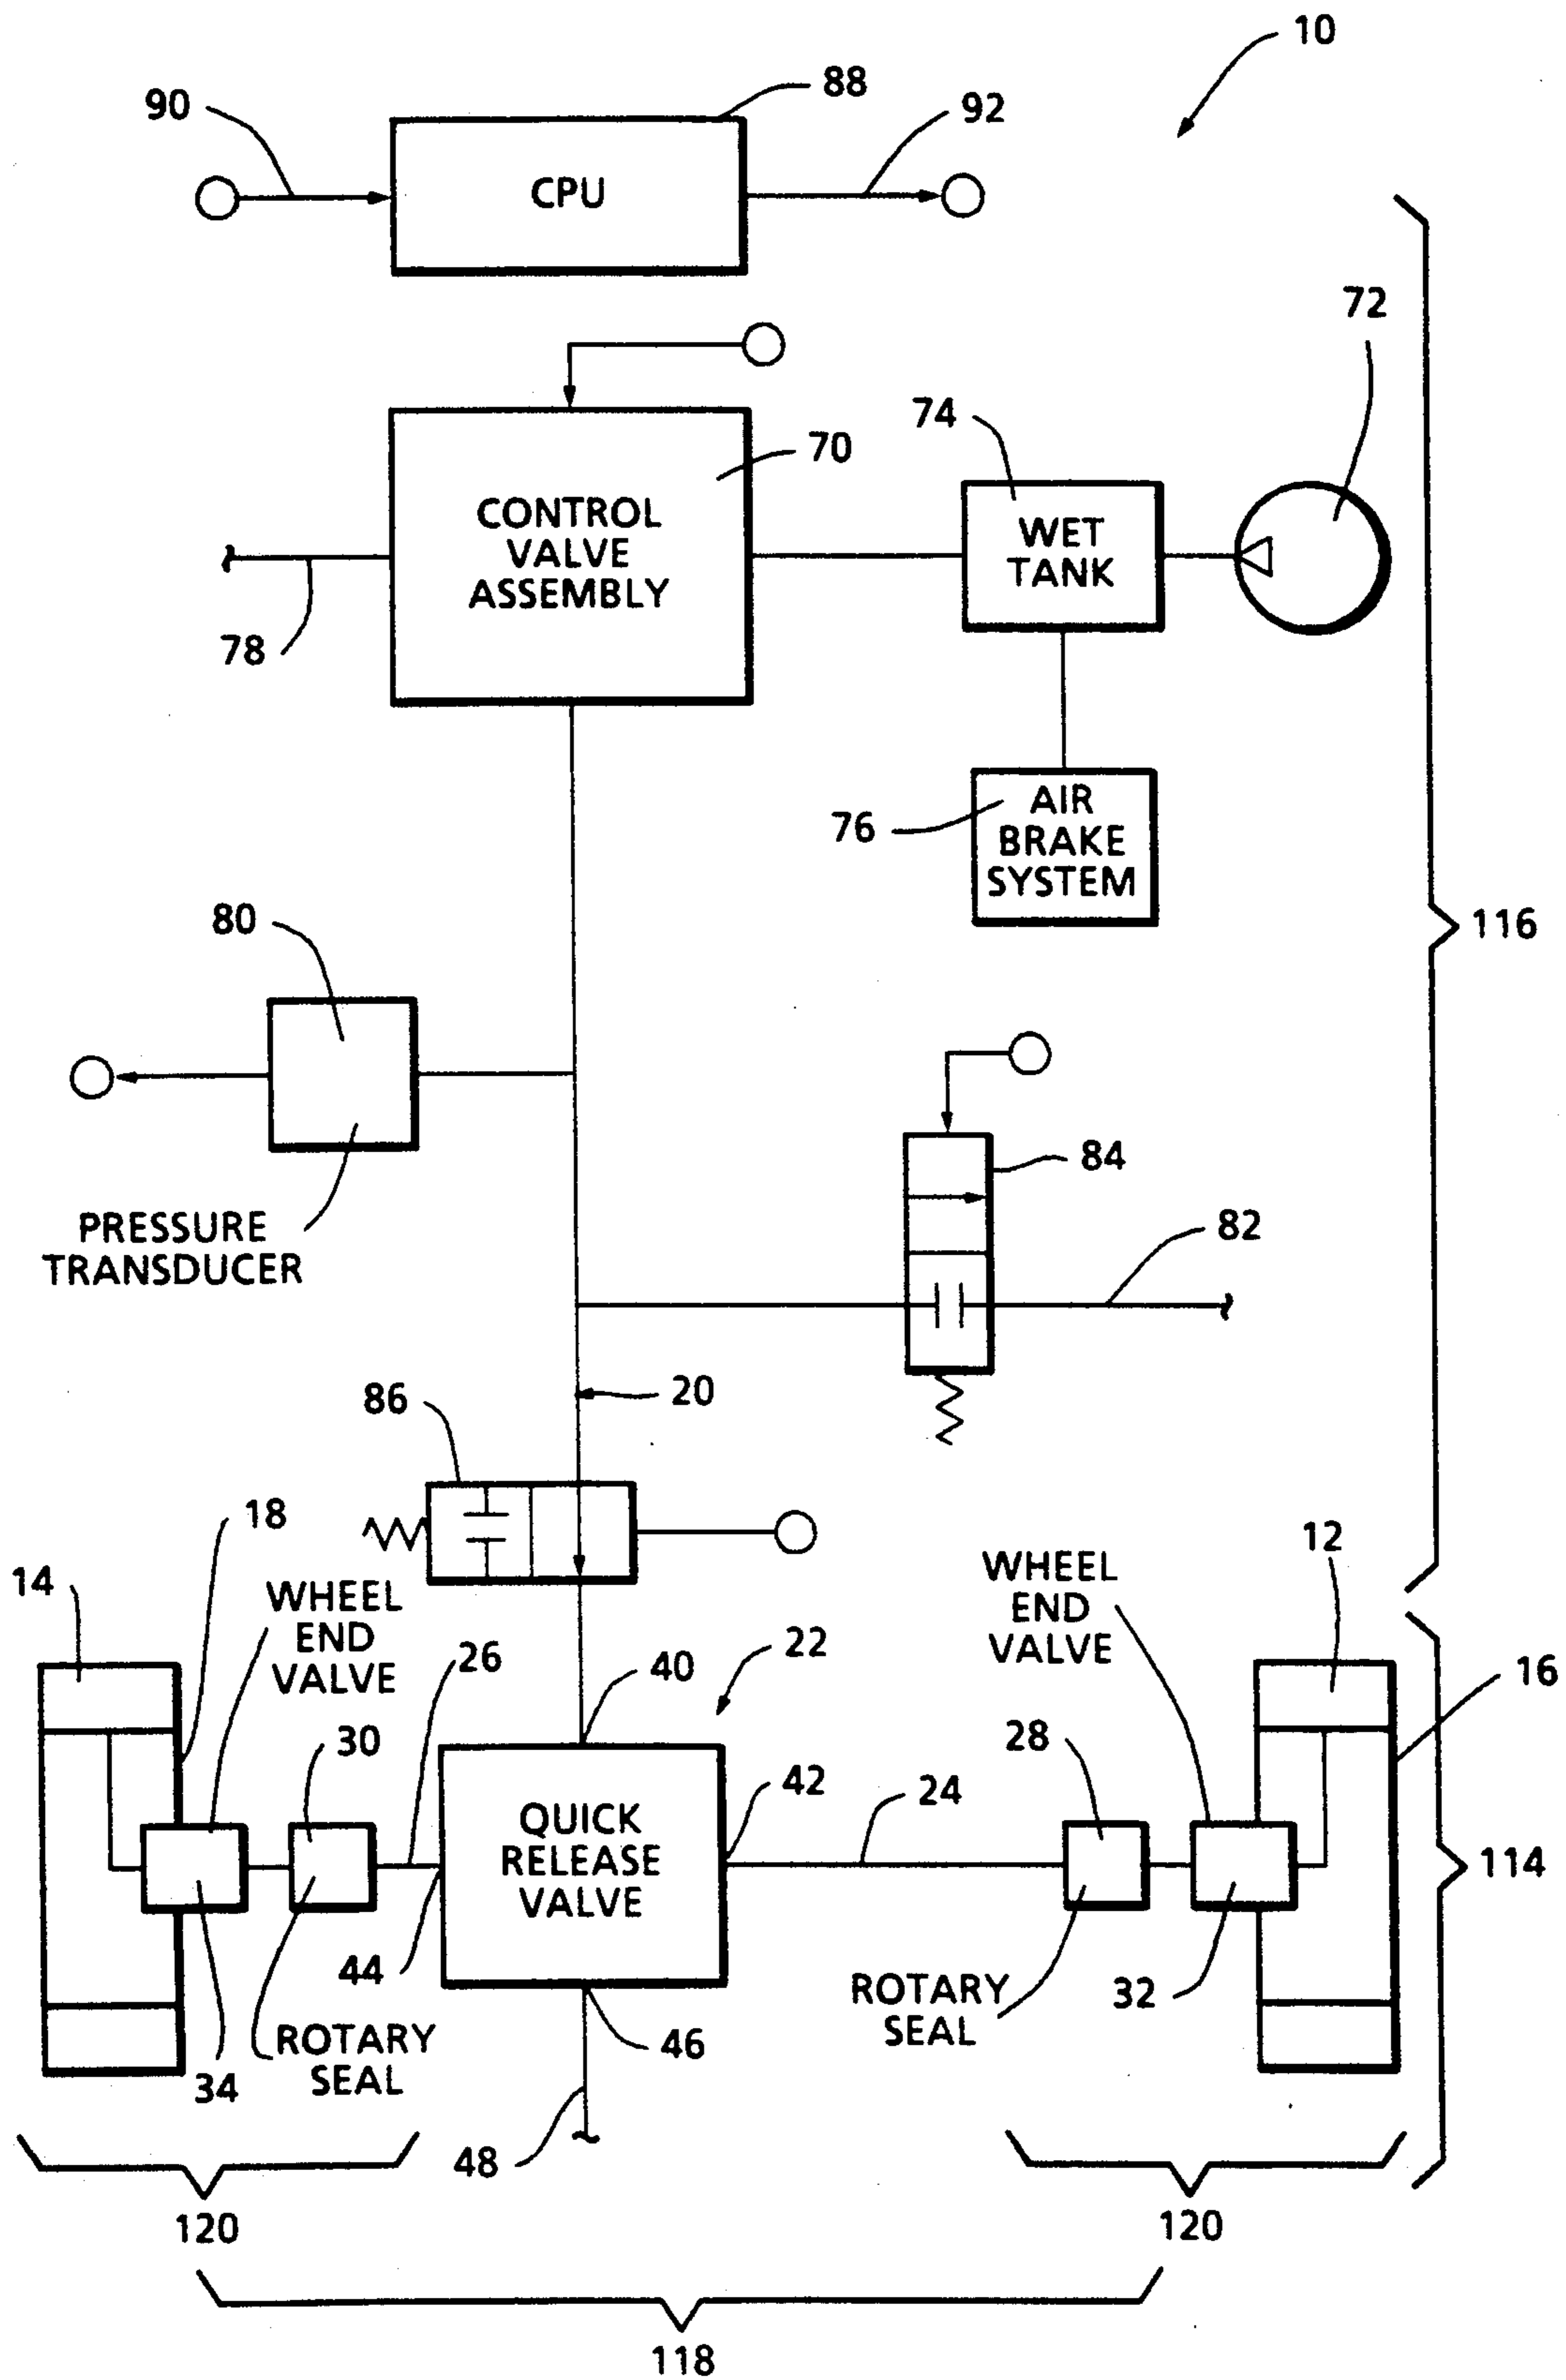 10
88
90
92
CPU
72
74
70
CONTROL
VALVE
ASSEMBLY
WET
TANK
78
AIR
BRAKE
SYSTEM
76
80
116
84
82
PRESSURE
TRANSDUCER
20
86
18
12
14
WHEEL
END
VALVE
WHEEL
END
VALVE
26
40
22
16
30
28
42
24
QUICK
RELEASE
VALVE
114
44
ROTARY
SEAL
32
34
ROTARY
SEAL
46
48
120
120
118